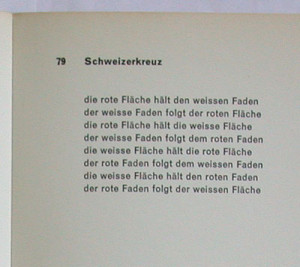 79 Schweizerkreuz
die rote Fläche hält den weissen Faden
der weisse Faden folgt der roten Fläche
die rote Fläche hält die weisse Fläche
der weisse Faden folgt dem roten Faden
die weisse Fläche hält die rote Fläche
der rote Faden folgt dem weissen Faden
die weisse Fläche hält den roten Faden
der rote Faden folgt der weissen Fläche